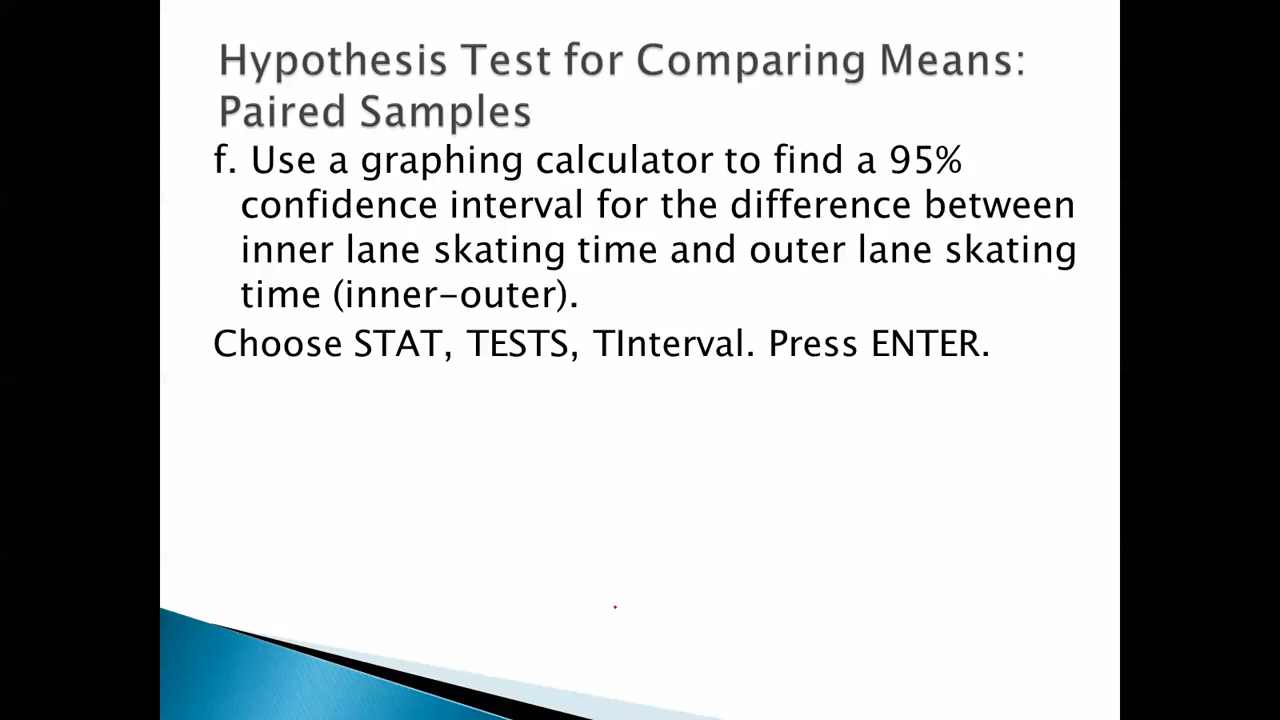 Hypothesis Test for Comparing Means:
Paired Samples
f. Use a graphing calculator to find a 95%
confidence interval for the difference between
inner lane skating time and outer lane skating
time (inner-outer).
Choose STAT, TESTS, TInterval. Press ENTER.